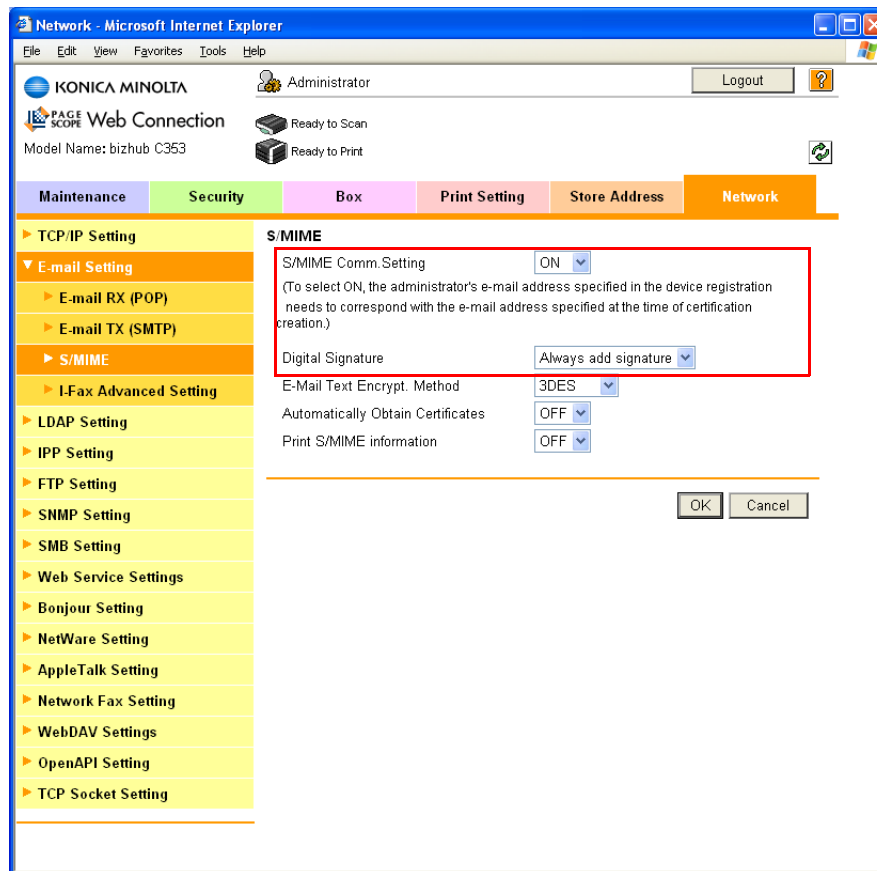 Network - Microsoft Internet Explorer
File Edit View Favorites Tools Help
KONICA MINOLTA
Administrator
Logout
?
PAGE SCOPE Web Connection
Ready to Scan
Model Name: bizhub C353
Ready to Print
Maintenance Security Box Print Setting Store Address Network
TCP/IP Setting
E-mail Setting
E-mail RX (POP)
E-mail TX (SMTP)
S/MIME
I-Fax Advanced Setting
LDAP Setting
IPP Setting
FTP Setting
SNMP Setting
SMB Setting
Web Service Settings
Bonjour Setting
NetWare Setting
AppleTalk Setting
Network Fax Setting
WebDAV Settings
OpenAPI Setting
TCP Socket Setting
S/MIME
S/MIME Comm.Setting ON
(To select ON, the administrator's e-mail address specified in the device registration
needs to correspond with the e-mail address specified at the time of certification
creation.)
Digital Signature Always add signature
E-Mail Text Encrypt. Method 3DES
Automatically Obtain Certificates OFF
Print S/MIME information OFF
OK Cancel